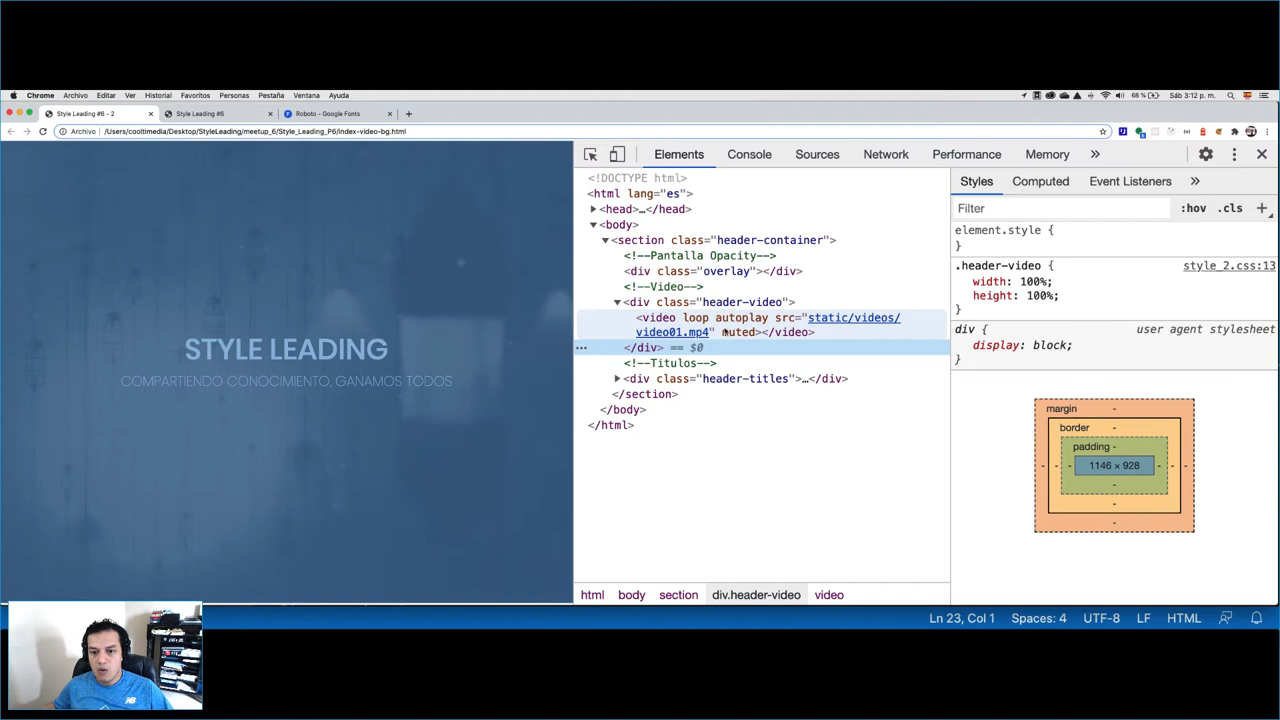 Chrome Archivo Editar Ver Historial Favoritos Personas Pestaña Ventana Ayuda
68 % Sáb 3:12 p. m.
Style Leading #6 - 2
Style Leading #6
Roboto - Google Fonts
Archivo /Users/cooltimedia/Desktop/StyleLeading/meetup_6/Style_Leading_P6/index-video-bg.html
STYLE LEADING
COMPARTIENDO CONOCIMIENTO, GANAMOS TODOS
Elements Console Sources Network Performance Memory »
<!DOCTYPE html>
<html lang="es">
<head>…</head>
<body>
<section class="header-container">
<!--Pantalla Opacity-->
<div class="overlay"></div>
<!--Video-->
<div class="header-video">
<video loop autoplay src="static/videos/
video01.mp4" muted></video>
</div> == $0
<!--Titulos-->
<div class="header-titles">…</div>
</section>
</body>
</html>
html body section div.header-video video
Styles Computed Event Listeners »
Filter :hov .cls +
element.style {
}
.header-video { style_2.css:13
width: 100%;
height: 100%;
}
div { user agent stylesheet
display: block;
}
margin -
border -
padding -
- - - 1146 × 928 - - -
-
-
-
Ln 23, Col 1 Spaces: 4 UTF-8 LF HTML